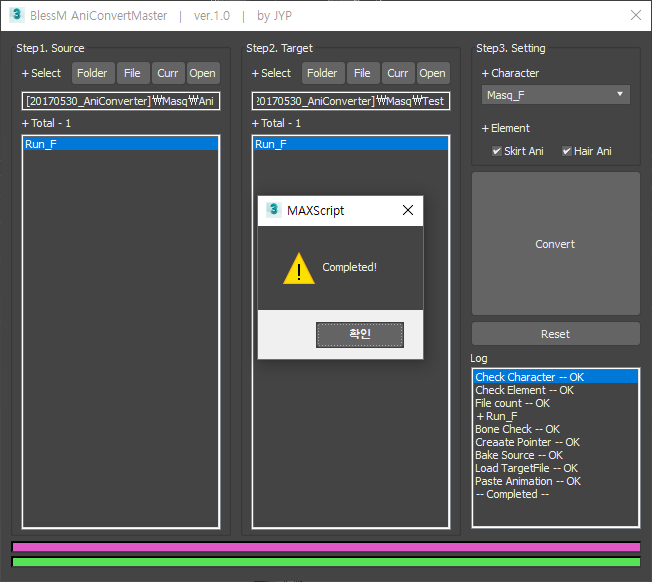 BlessM AniConvertMaster | ver.1.0 | by JYP
Step1. Source
+ Select Folder File Curr Open
[20170530_AniConverter]₩Masq₩Ani
+ Total - 1
Run_F
Step2. Target
+ Select Folder File Curr Open
20170530_AniConverter]₩Masq₩Test
+ Total - 1
Run_F
MAXScript
Completed!
확인
Step3. Setting
+ Character
Masq_F
+ Element
Skirt Ani Hair Ani
Convert
Reset
Log
Check Character -- OK
Check Element -- OK
File count -- OK
+ Run_F
Bone Check -- OK
Creaate Pointer -- OK
Bake Source -- OK
Load TargetFile -- OK
Paste Animation -- OK
-- Completed --